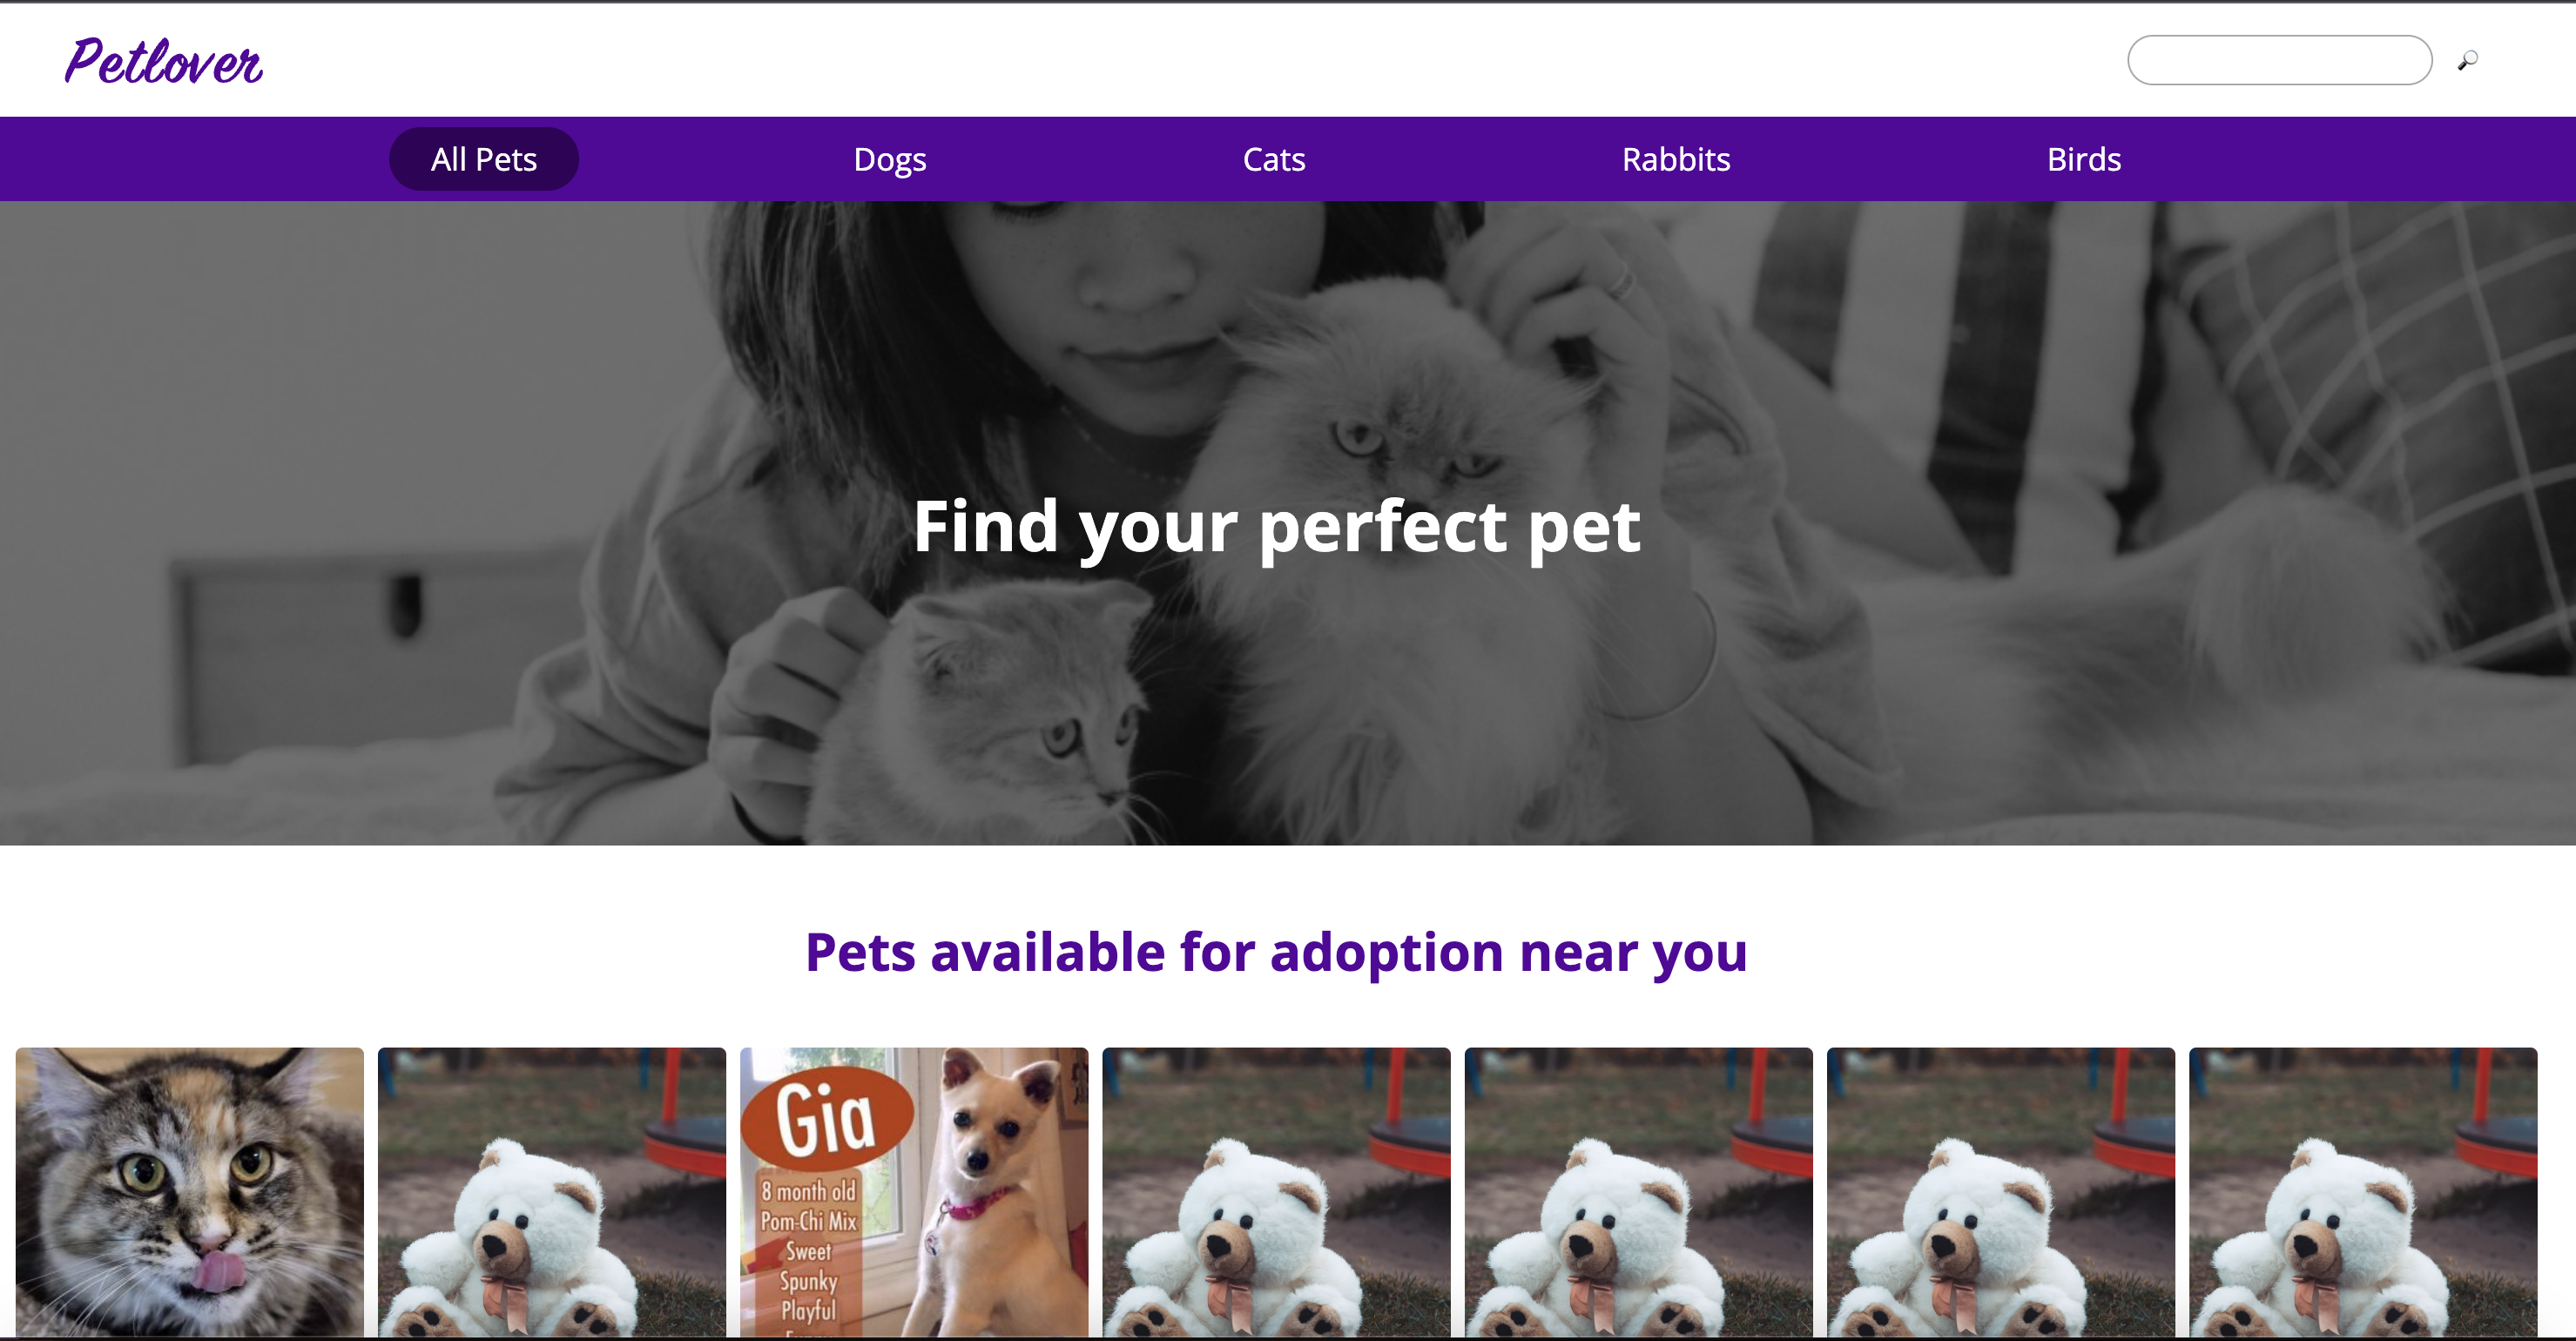 Petlover
All Pets
Dogs
Cats
Rabbits
Birds
Find your perfect pet
Pets available for adoption near you
Gia
8 month old
Pom-Chi Mix
Sweet
Spunky
Playful